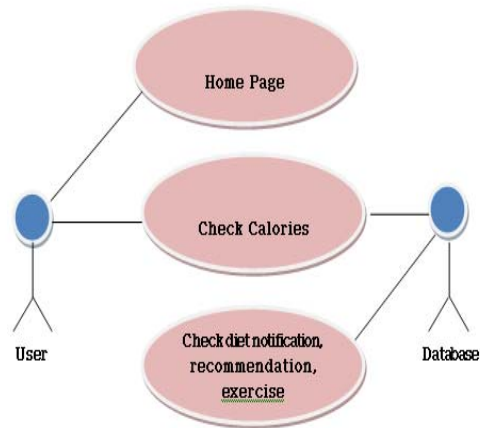 Home Page
Check Calories
User
Check diet notification,
recommendation,
exercise
Database